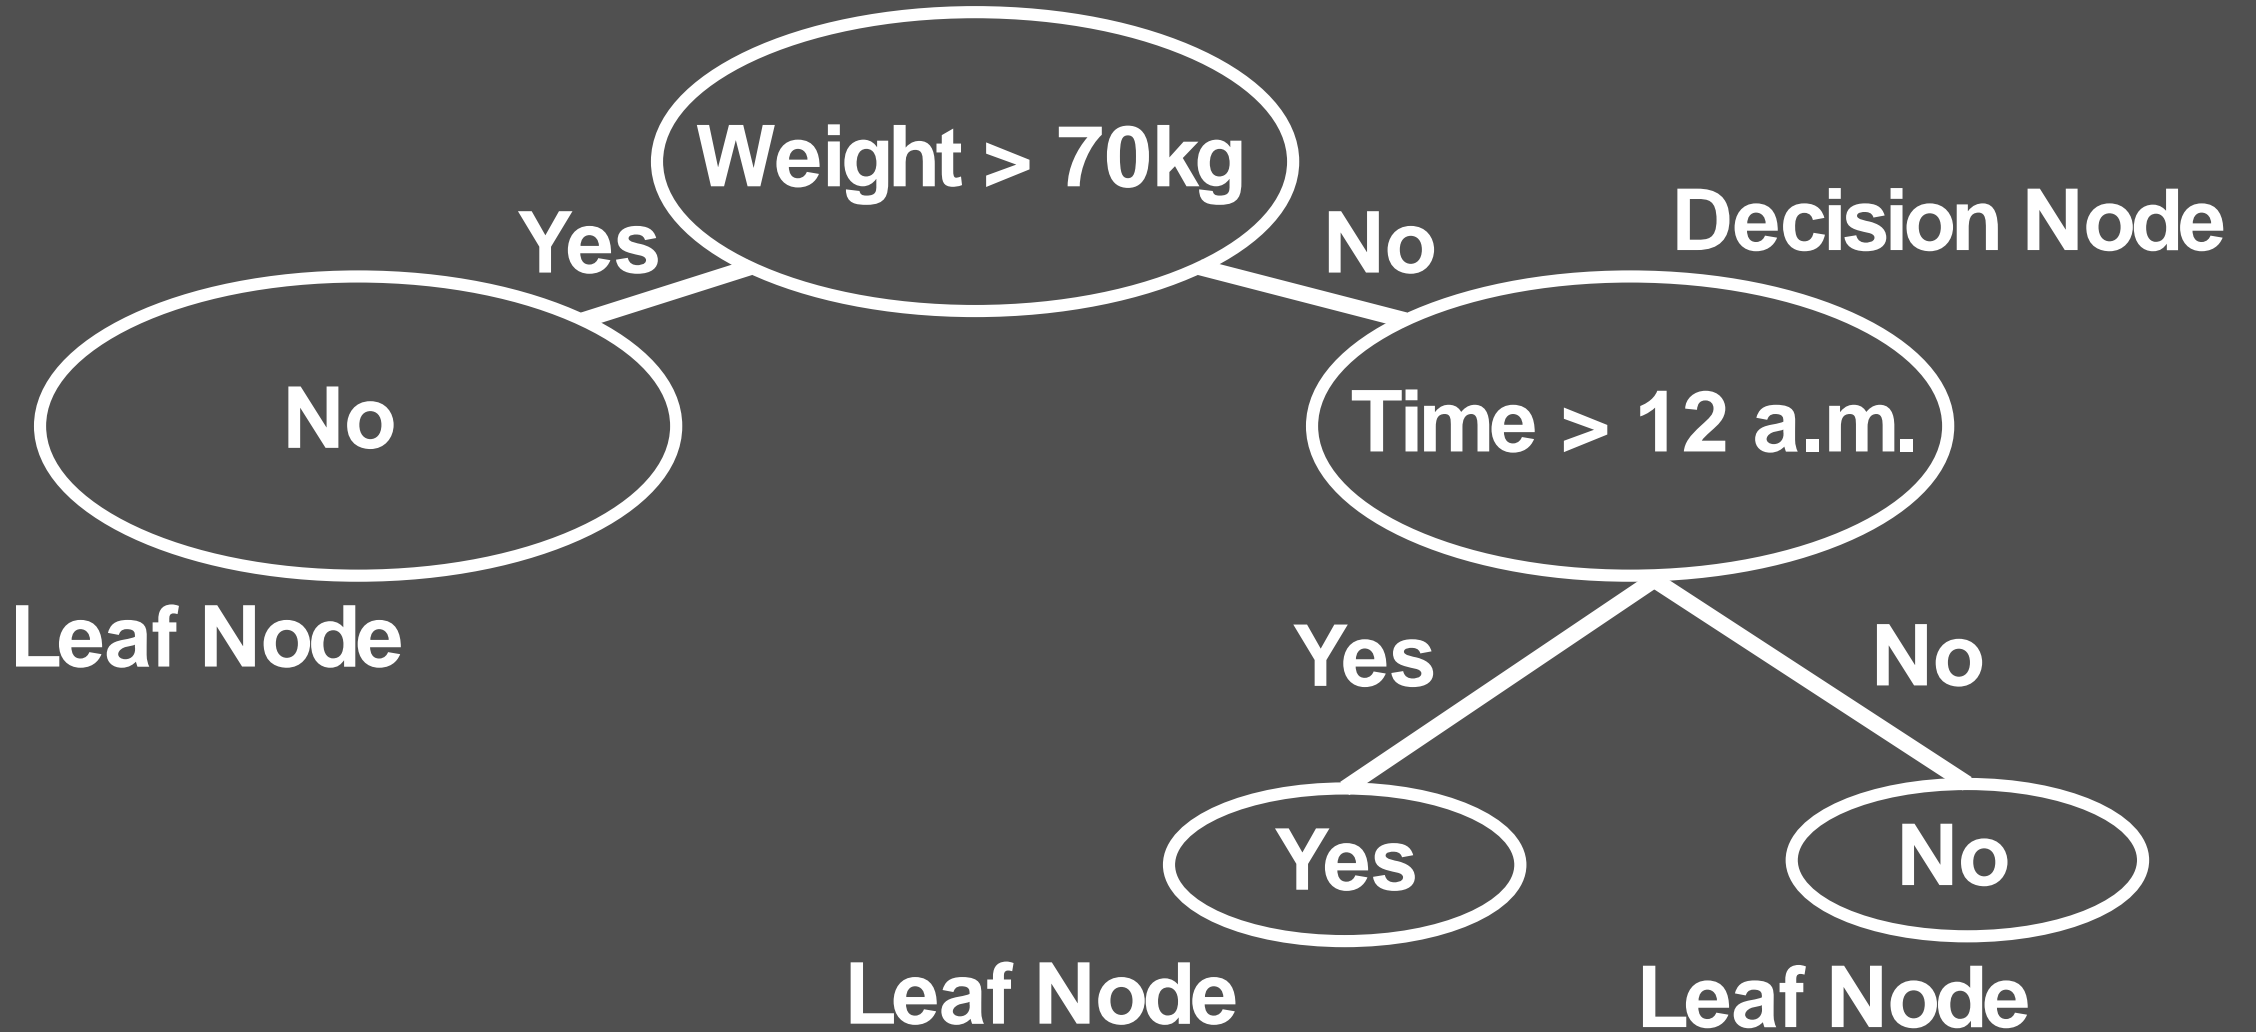 Weight > 70kg
Yes
No
Decision Node
No
Time > 12 a.m.
Leaf Node
Yes
No
Yes
No
Leaf Node
Leaf Node